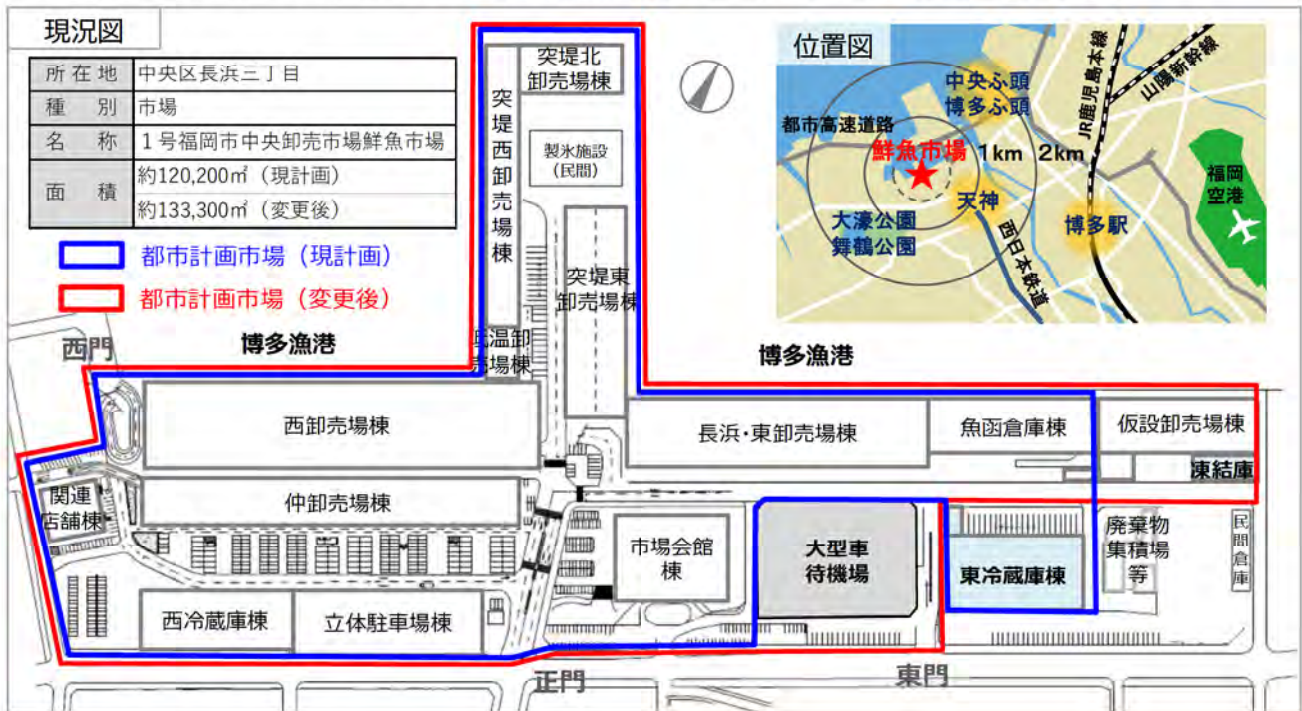 現況図
所在地 中央区長浜三丁目
種別 市場
名称 1号福岡市中央卸売市場鮮魚市場
面積 約120,200㎡（現計画）
約133,300㎡（変更後）
都市計画市場（現計画）
都市計画市場（変更後）
位置図
中央ふ頭
博多ふ頭
都市高速道路
鮮魚市場
1km
2km
JR鹿児島本線
山陽新幹線
福岡
空港
天神
博多駅
大濠公園
舞鶴公園
西日本鉄道
突堤北
卸売場棟
突堤西卸売場棟
製氷施設
（民間）
突堤東
卸売場棟
低温卸
売場棟
博多漁港
博多漁港
西門
西卸売場棟
長浜・東卸売場棟
魚函倉庫棟
仮設卸売場棟
凍結庫
関連
店舗棟
仲卸売場棟
市場会館
棟
大型車
待機場
東冷蔵庫棟
廃棄物
集積場
等
民間倉庫
西冷蔵庫棟
立体駐車場棟
正門
東門